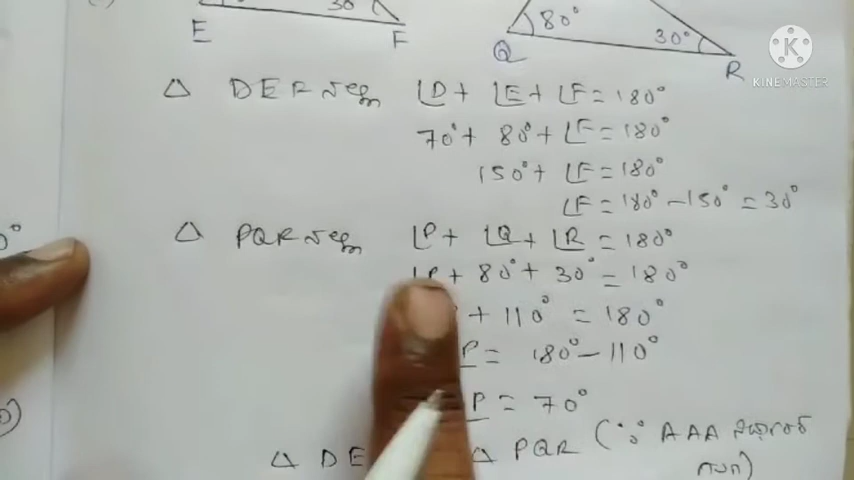 30°
E
F
80°
30°
Q
R
KINEMASTER
△ DEF ∠D + ∠E + ∠F = 180°
70° + 80° + ∠F = 180°
150° + ∠F = 180°
∠F = 180° - 150° = 30°
△ PQR ∠P + ∠Q + ∠R = 180°
∠P + 80° + 30° = 180°
+ 110° = 180°
P = 180° - 110°
P = 70°
△ DE △ PQR (∵ AAA